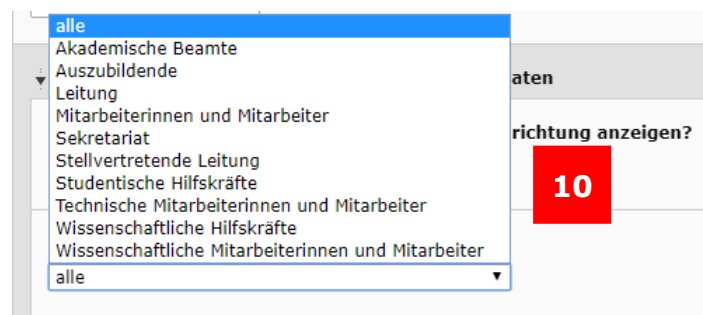 alle
Akademische Beamte
Auszubildende
Leitung
aten
Mitarbeiterinnen und Mitarbeiter
Sekretariat
richtung anzeigen?
Stellvertretende Leitung
Studentische Hilfskräfte
10
Technische Mitarbeiterinnen und Mitarbeiter
Wissenschaftliche Hilfskräfte
Wissenschaftliche Mitarbeiterinnen und Mitarbeiter
alle